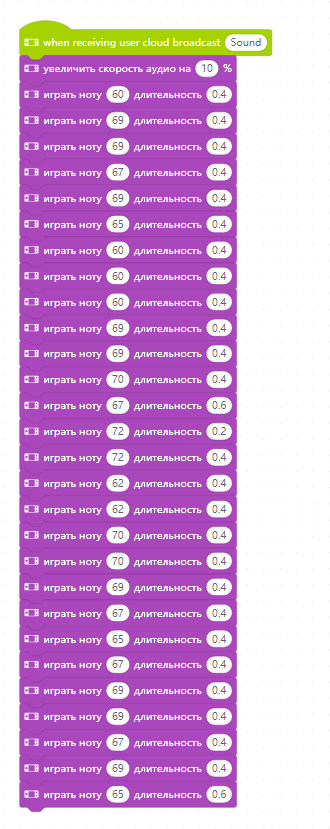 when receiving user cloud broadcast Sound
увеличить скорость аудио на 10 %
играть ноту 60 длительность 0.4
играть ноту 69 длительность 0.4
играть ноту 69 длительность 0.4
играть ноту 67 длительность 0.4
играть ноту 69 длительность 0.4
играть ноту 65 длительность 0.4
играть ноту 60 длительность 0.4
играть ноту 60 длительность 0.4
играть ноту 60 длительность 0.4
играть ноту 69 длительность 0.4
играть ноту 69 длительность 0.4
играть ноту 70 длительность 0.4
играть ноту 67 длительность 0.6
играть ноту 72 длительность 0.2
играть ноту 72 длительность 0.4
играть ноту 62 длительность 0.4
играть ноту 62 длительность 0.4
играть ноту 70 длительность 0.4
играть ноту 70 длительность 0.4
играть ноту 69 длительность 0.4
играть ноту 67 длительность 0.4
играть ноту 65 длительность 0.4
играть ноту 67 длительность 0.4
играть ноту 69 длительность 0.4
играть ноту 69 длительность 0.4
играть ноту 67 длительность 0.4
играть ноту 69 длительность 0.4
играть ноту 65 длительность 0.6